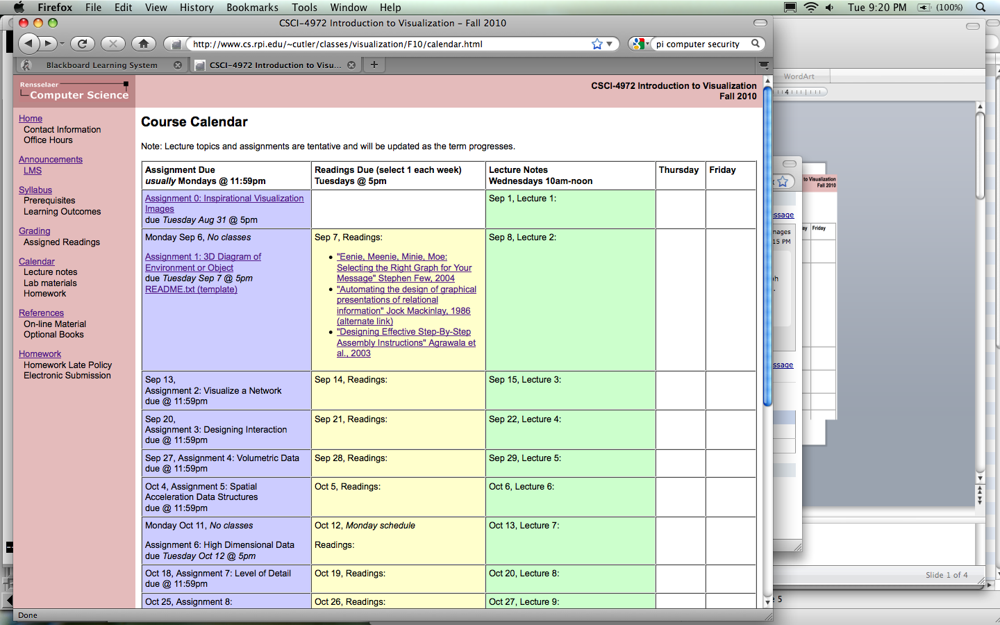 Firefox File Edit View History Bookmarks Tools Window Help
Tue 9:20 PM (100%)
CSCI-4972 Introduction to Visualization - Fall 2010
http://www.cs.rpi.edu/~cutler/classes/visualization/F10/calendar.html
pi computer security
Blackboard Learning System
CSCI-4972 Introduction to Visu...
Rensselaer
Computer Science
CSCI-4972 Introduction to Visualization
Fall 2010
Home
Contact Information
Office Hours
Announcements
LMS
Syllabus
Prerequisites
Learning Outcomes
Grading
Assigned Readings
Calendar
Lecture notes
Lab materials
Homework
References
On-line Material
Optional Books
Homework
Homework Late Policy
Electronic Submission
Course Calendar
Note: Lecture topics and assignments are tentative and will be updated as the term progresses.
Assignment Due
usually Mondays @ 11:59pm
Readings Due (select 1 each week)
Tuesdays @ 5pm
Lecture Notes
Wednesdays 10am-noon
Thursday
Friday
Assignment 0: Inspirational Visualization
Images
due Tuesday Aug 31 @ 5pm
Sep 1, Lecture 1:
Monday Sep 6, No classes
Assignment 1: 3D Diagram of
Environment or Object
due Tuesday Sep 7 @ 5pm
README.txt (template)
Sep 7, Readings:
"Eenie, Meenie, Minie, Moe:
Selecting the Right Graph for Your
Message" Stephen Few, 2004
"Automating the design of graphical
presentations of relational
information" Jock Mackinlay, 1986
(alternate link)
"Designing Effective Step-By-Step
Assembly Instructions" Agrawala et
al., 2003
Sep 8, Lecture 2:
Sep 13,
Assignment 2: Visualize a Network
due @ 11:59pm
Sep 14, Readings:
Sep 15, Lecture 3:
Sep 20,
Assignment 3: Designing Interaction
due @ 11:59pm
Sep 21, Readings:
Sep 22, Lecture 4:
Sep 27, Assignment 4: Volumetric Data
due @ 11:59pm
Sep 28, Readings:
Sep 29, Lecture 5:
Oct 4, Assignment 5: Spatial
Acceleration Data Structures
due @ 11:59pm
Oct 5, Readings:
Oct 6, Lecture 6:
Monday Oct 11, No classes
Assignment 6: High Dimensional Data
due Tuesday Oct 12 @ 5pm
Oct 12, Monday schedule
Readings:
Oct 13, Lecture 7:
Oct 18, Assignment 7: Level of Detail
due @ 11:59pm
Oct 19, Readings:
Oct 20, Lecture 8:
Oct 25, Assignment 8:
Oct 26, Readings:
Oct 27, Lecture 9:
Done
WordArt
4
to Visualization
Fall 2010
ssage
mages
15 PM
ay Friday
ssage
Slide 1 of 4
5